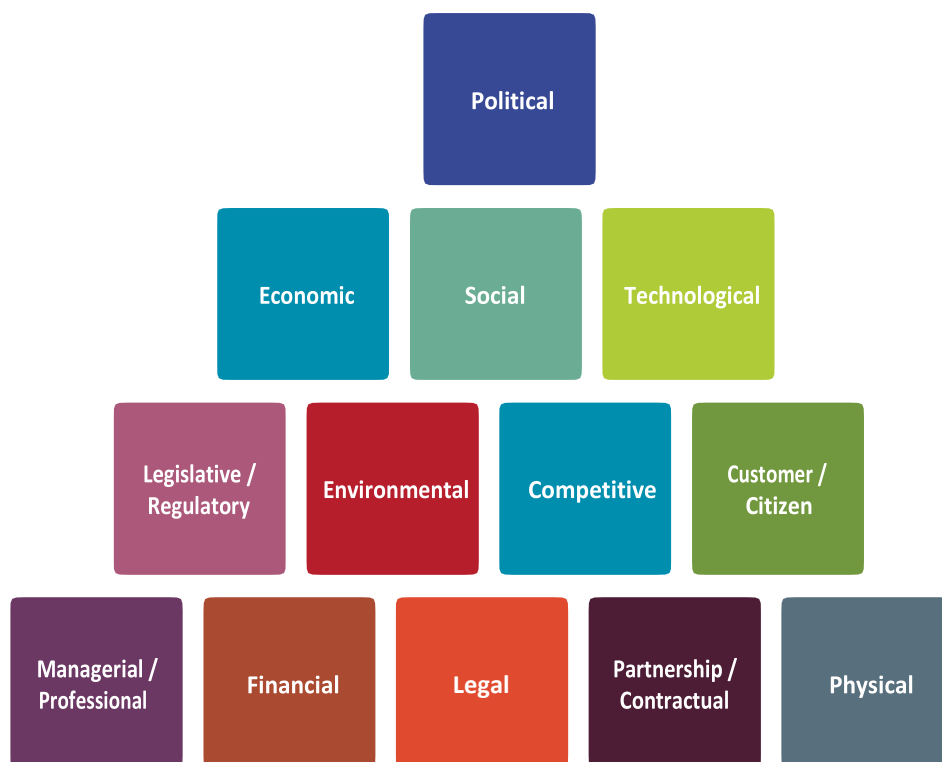 Political
Economic
Social
Technological
Legislative /
Regulatory
Environmental
Competitive
Customer /
Citizen
Managerial /
Professional
Financial
Legal
Partnership /
Contractual
Physical